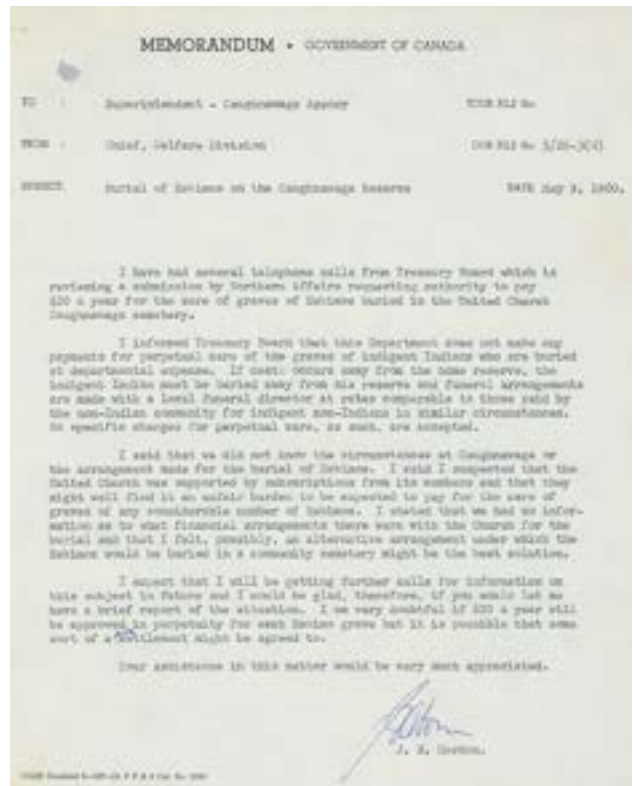 MEMORANDUM • GOVERNMENT OF CANADA
TO : Superintendent - Caughnawaga Agency YOUR FILE No.
FROM : Chief, Welfare Division OUR FILE No.
SUBJECT Burial of Eskimos on the Caughnawaga Reserve DATE May 9, 1960.
I have had several telephone calls from Treasury Board which is
reviewing a submission by Northern Affairs requesting authority to pay
$20 a year for the care of graves of Eskimos buried in the United Church
Caughnawaga cemetery.
I informed Treasury Board that this Department does not make any
payments for perpetual care of the graves of indigent Indians who are buried
at departmental expense. If death occurs away from the home reserve, the
indigent Indian must be buried away from his reserve and funeral arrangements
are made with a local funeral director at rates comparable to those paid by
the non-Indian community for indigent non-Indians in similar circumstances.
No specific charges for perpetual care, as such, are accepted.
I said that we did not know the circumstances at Caughnawaga or
the arrangement made for the burial of Eskimos. I said I suspected that the
United Church was supported by subscriptions from its members and that they
might well find it an unfair burden to be expected to pay for the care of
graves of any considerable number of Eskimos. I stated that we had no infor-
mation as to what financial arrangements there were with the Church for the
burial and that I felt, possibly, an alternative arrangement under which the
Eskimos would be buried in a community cemetery might be the best solution.
I expect that I will be getting further calls for information on
this subject in future and I would be glad, therefore, if you would let me
have a brief report of the situation. I am very doubtful if $20 a year will
be approved in perpetuity for each Eskimo grave but it is possible that some
sort of a settlement might be agreed to.
Your assistance in this matter would be very much appreciated.
J. H. Gordon.